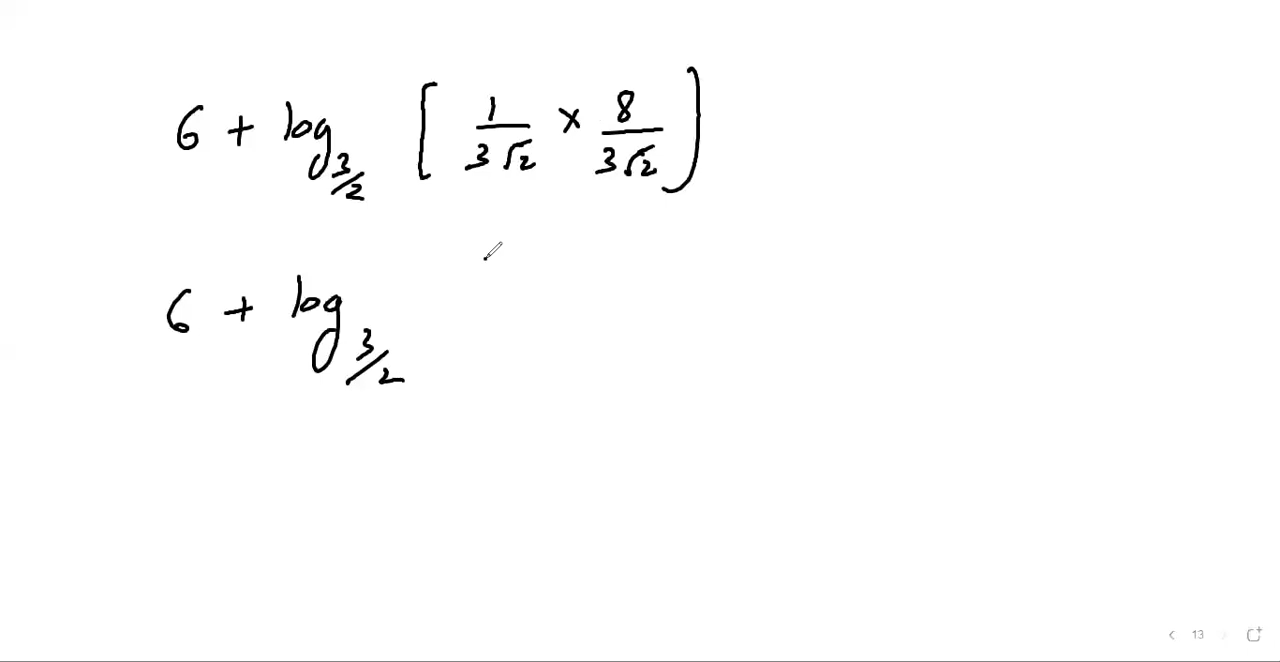 6 + log_{3/2} [ 1/(3√2) × 8/(3√2) )
6 + log_{3/2}
13